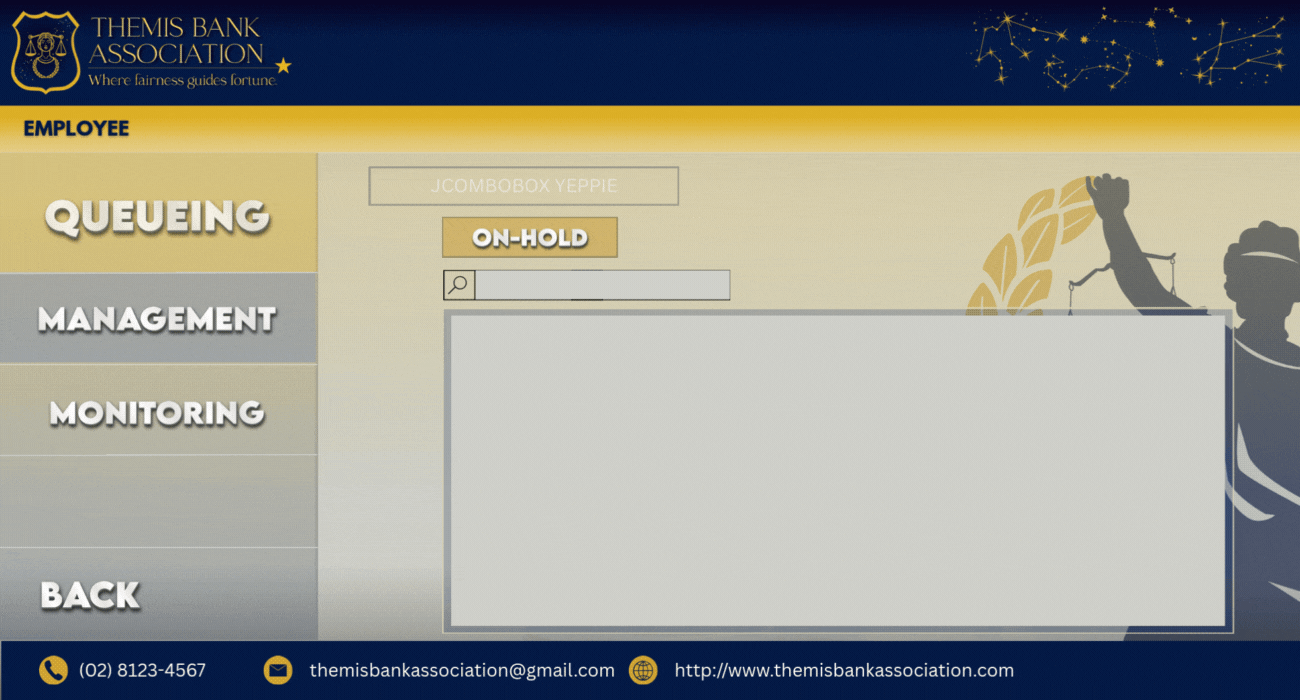 THEMIS BANK
ASSOCIATION
Where fairness guides fortune.
EMPLOYEE
QUEUEING
MANAGEMENT
MONITORING
BACK
JCOMBOBOX YEPPIE
ON-HOLD
(02) 8123-4567
themisbankassociation@gmail.com
http://www.themisbankassociation.com